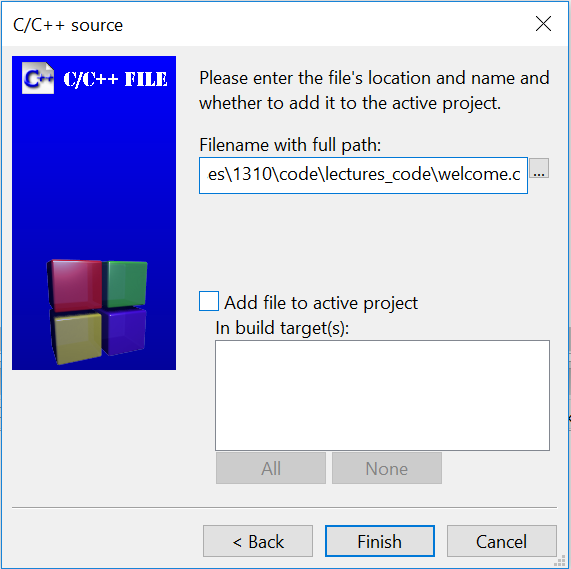 C/C++ source
C/C++ FILE
Please enter the file's location and name and
whether to add it to the active project.
Filename with full path:
es\1310\code\lectures_code\welcome.c
...
Add file to active project
In build target(s):
All
None
< Back
Finish
Cancel